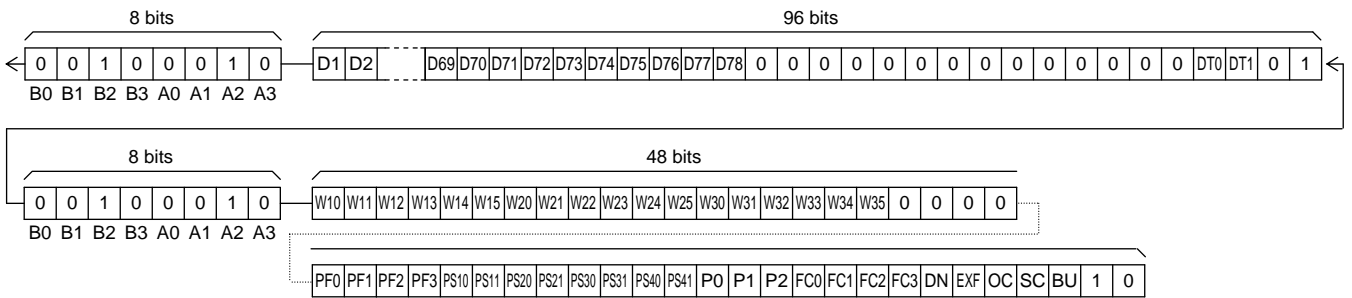 8 bits 96 bits
0 0 1 0 0 0 1 0 D1 D2 D69 D70 D71 D72 D73 D74 D75 D76 D77 D78 0 0 0 0 0 0 0 0 0 0 0 0 0 0 DT0 DT1 0 1
B0 B1 B2 B3 A0 A1 A2 A3
8 bits 48 bits
0 0 1 0 0 0 1 0 W10 W11 W12 W13 W14 W15 W20 W21 W22 W23 W24 W25 W30 W31 W32 W33 W34 W35 0 0 0 0
B0 B1 B2 B3 A0 A1 A2 A3
PF0 PF1 PF2 PF3 PS10 PS11 PS20 PS21 PS30 PS31 PS40 PS41 P0 P1 P2 FC0 FC1 FC2 FC3 DN EXF OC SC BU 1 0